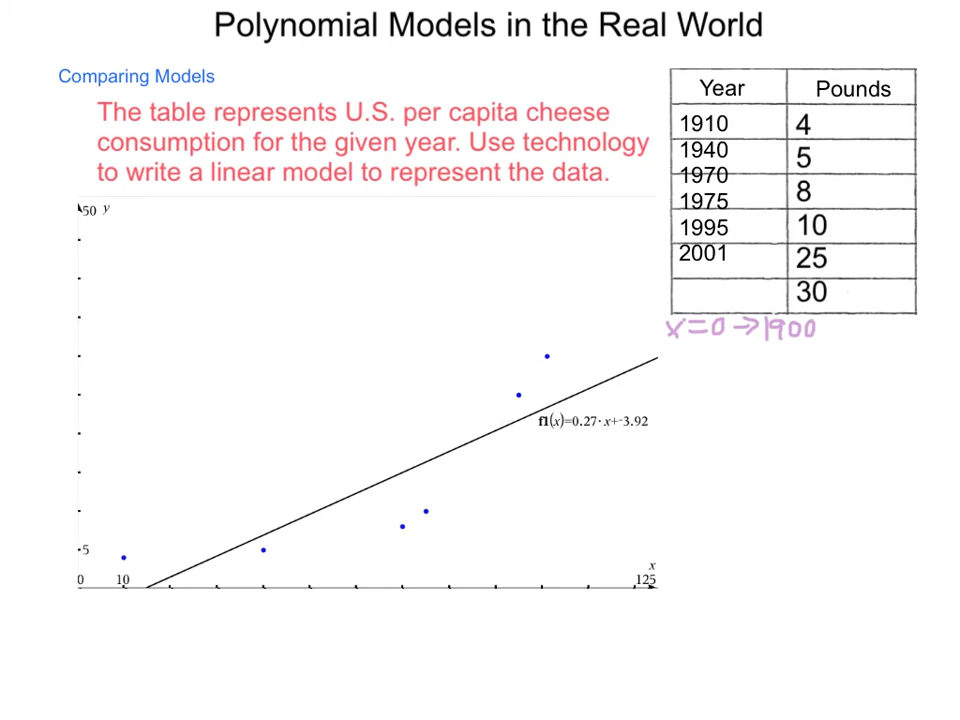 Polynomial Models in the Real World
Comparing Models
The table represents U.S. per capita cheese
consumption for the given year. Use technology
to write a linear model to represent the data.
Year Pounds
1910 4
1940 5
1970 8
1975 10
1995 25
2001 30
x=0→1900
50 y
f1(x)=0.27·x+-3.92
5
x
0 10 125